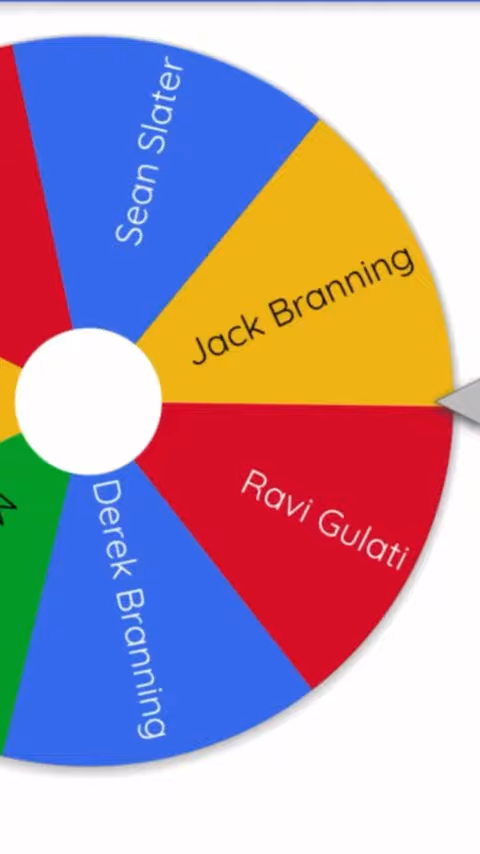 Sean Slater
Jack Branning
Ravi Gulati
Derek Branning